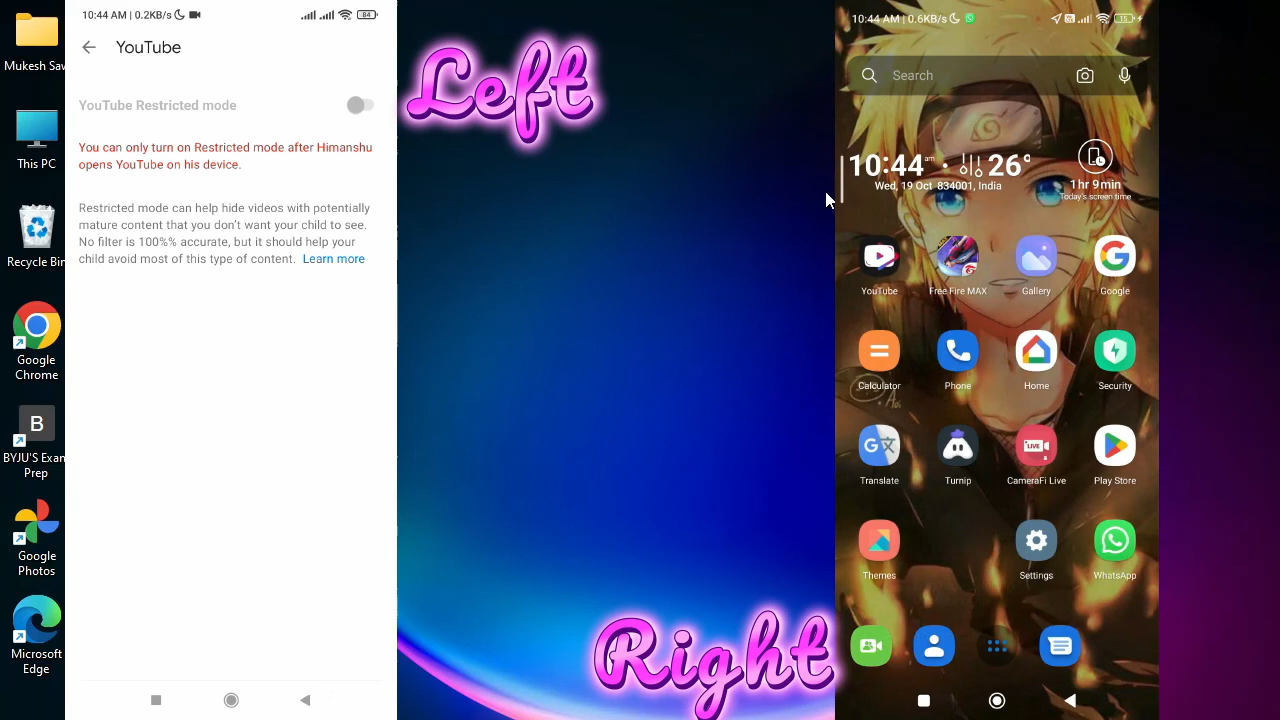 Mukesh Sav
This PC
Recycle Bin
Google
Chrome
B
BYJU'S Exam
Prep
Google
Photos
Microsoft
Edge
10:44 AM | 0.2KB/s
84
YouTube
YouTube Restricted mode
You can only turn on Restricted mode after Himanshu
opens YouTube on his device.
Restricted mode can help hide videos with potentially
mature content that you don't want your child to see.
No filter is 100%% accurate, but it should help your
child avoid most of this type of content. Learn more
Left
Right
10:44 AM | 0.6KB/s
15
Search
10:44 am • 26°
Wed, 19 Oct 834001, India
1 hr 9 min
Today's screen time
YouTube
Free Fire MAX
Gallery
Google
Calculator
Phone
Home
Security
Translate
Turnip
LIVE
CameraFi Live
Play Store
Themes
Settings
WhatsApp